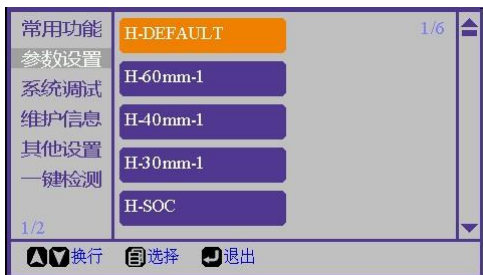 常用功能
参数设置
系统调试
维护信息
其他设置
一键检测
1/2
H-DEFAULT
1/6
H-60mm-1
H-40mm-1
H-30mm-1
H-SOC
换行 选择 退出